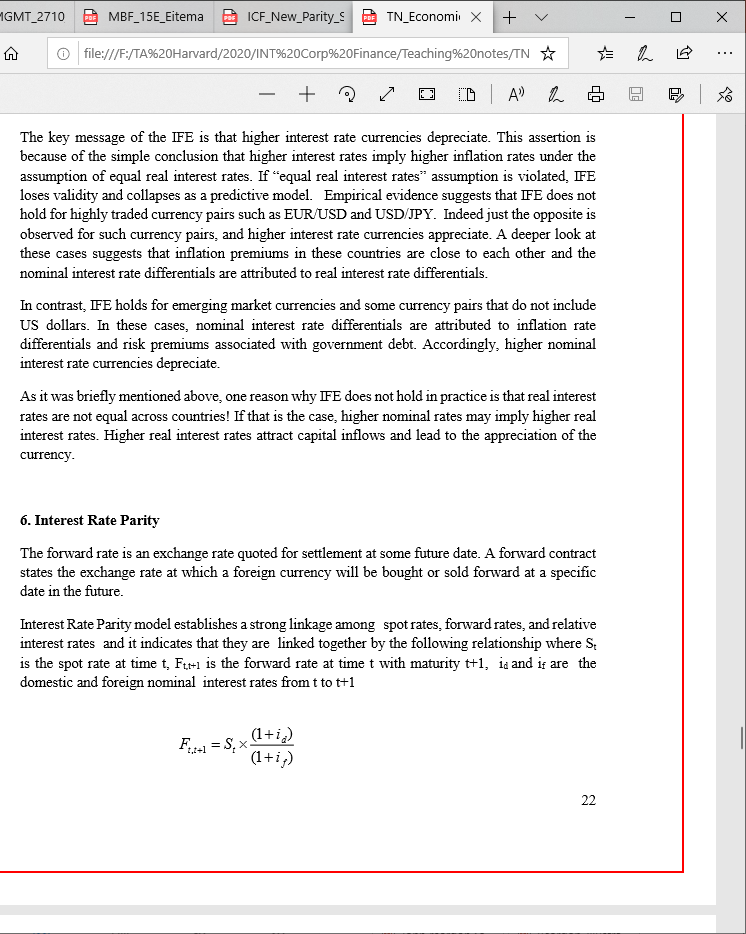 MGMT_2710
MBF_15E_Eitema
ICF_New_Parity_S
TN_Economi
file:///F:/TA%20Harvard/2020/INT%20Corp%20Finance/Teaching%20notes/TN
The key message of the IFE is that higher interest rate currencies depreciate. This assertion is
because of the simple conclusion that higher interest rates imply higher inflation rates under the
assumption of equal real interest rates. If “equal real interest rates” assumption is violated, IFE
loses validity and collapses as a predictive model. Empirical evidence suggests that IFE does not
hold for highly traded currency pairs such as EUR/USD and USD/JPY. Indeed just the opposite is
observed for such currency pairs, and higher interest rate currencies appreciate. A deeper look at
these cases suggests that inflation premiums in these countries are close to each other and the
nominal interest rate differentials are attributed to real interest rate differentials.
In contrast, IFE holds for emerging market currencies and some currency pairs that do not include
US dollars. In these cases, nominal interest rate differentials are attributed to inflation rate
differentials and risk premiums associated with government debt. Accordingly, higher nominal
interest rate currencies depreciate.
As it was briefly mentioned above, one reason why IFE does not hold in practice is that real interest
rates are not equal across countries! If that is the case, higher nominal rates may imply higher real
interest rates. Higher real interest rates attract capital inflows and lead to the appreciation of the
currency.
6. Interest Rate Parity
The forward rate is an exchange rate quoted for settlement at some future date. A forward contract
states the exchange rate at which a foreign currency will be bought or sold forward at a specific
date in the future.
Interest Rate Parity model establishes a strong linkage among spot rates, forward rates, and relative
interest rates and it indicates that they are linked together by the following relationship where St
is the spot rate at time t, Ft,t+1 is the forward rate at time t with maturity t+1, id and if are the
domestic and foreign nominal interest rates from t to t+1
F_{t,t+1} = S_t × (1+i_d) / (1+i_f)
22